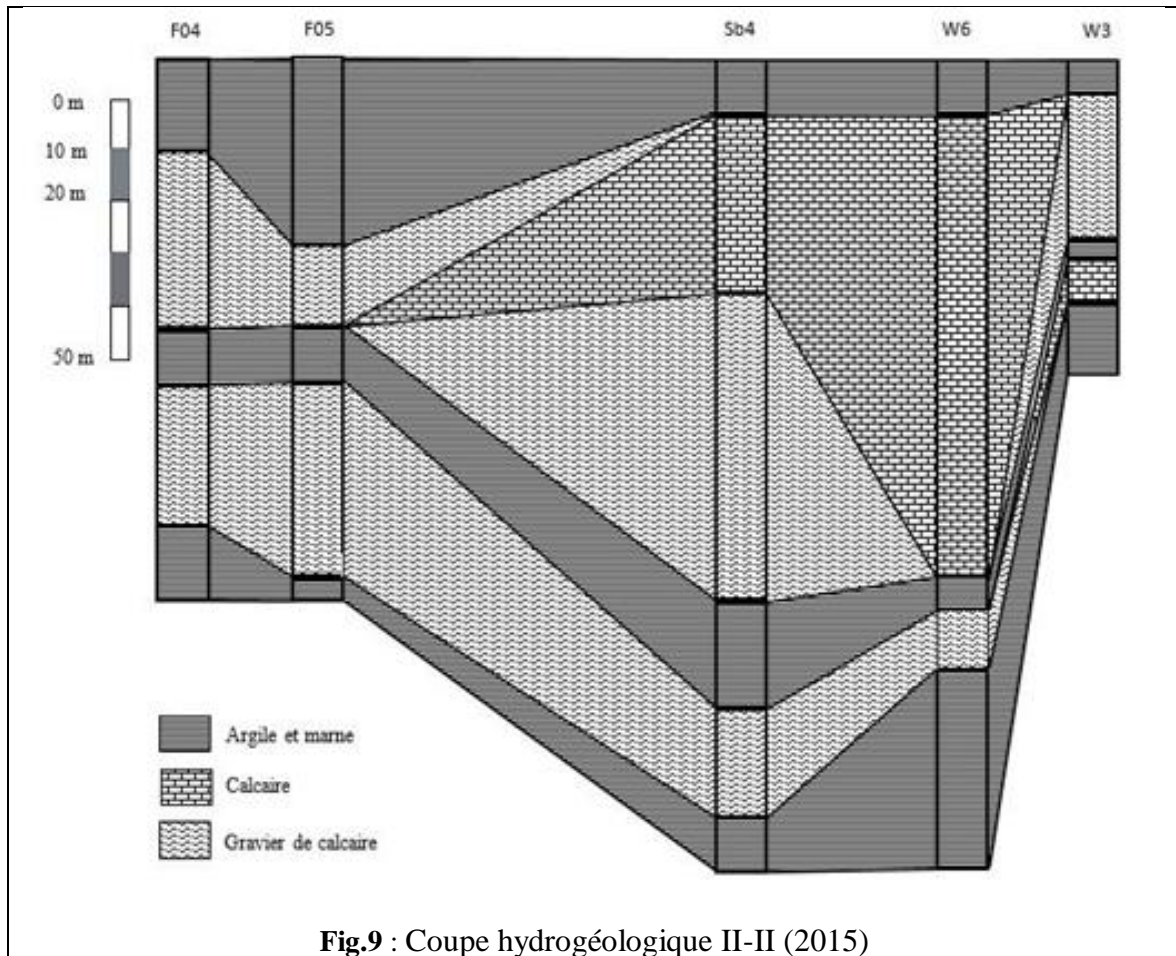 F04 F05 Sb4 W6 W3
0 m
10 m
20 m
50 m
Argile et marne
Calcaire
Gravier de calcaire
Fig.9 : Coupe hydrogéologique II-II (2015)